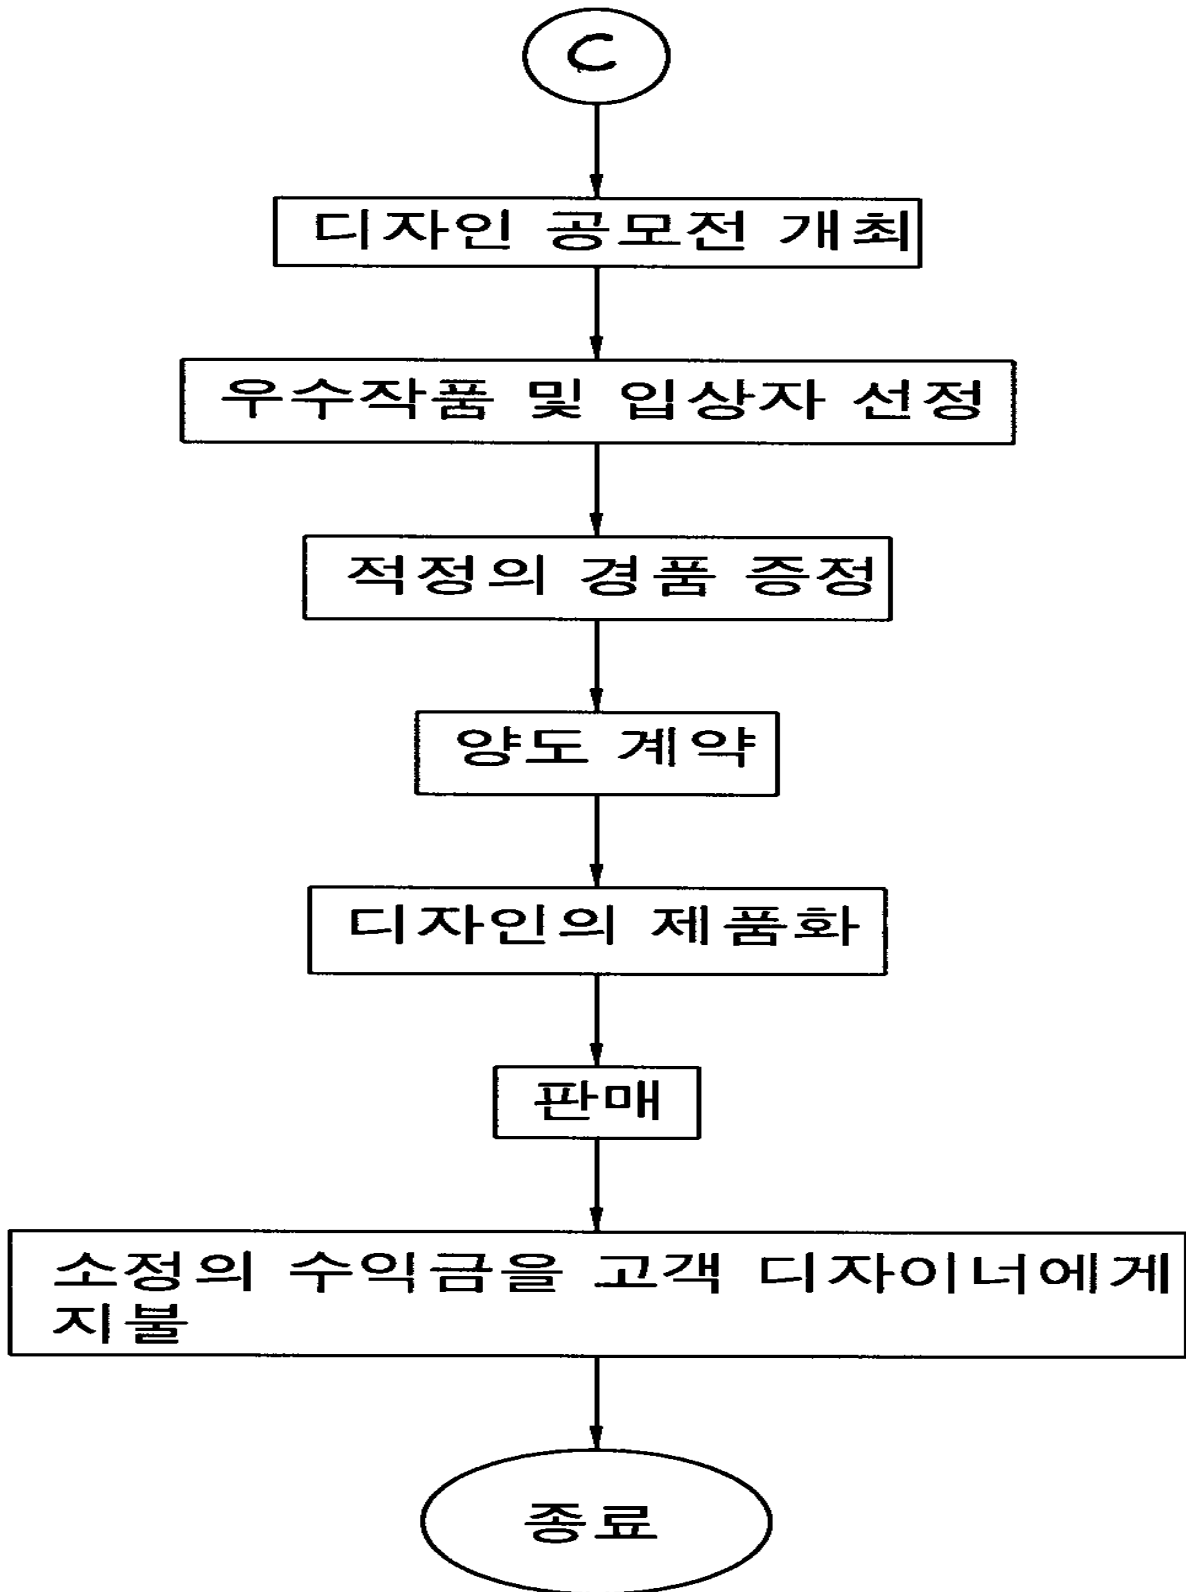 C
디자인 공모전 개최
우수작품 및 입상자 선정
적정의 경품 증정
양도 계약
디자인의 제품화
판매
소정의 수익금을 고객 디자이너에게
지불
종료